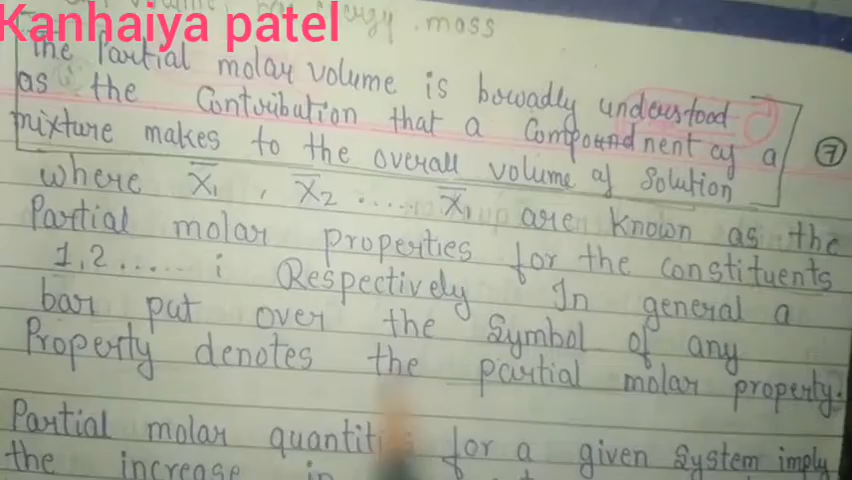 Kanhaiya patel
mass
The Partial molar volume is bowadly understood
as the Contribution that a Compoundnent of a
mixture makes to the overall volume of Solution
⑦
where X̅₁, X̅₂ ..... X̅ᵢ are known as the
Partial molar properties for the constituents
1,2..... i Respectively In general a
bar put over the Symbol of any
Property denotes the partial molar property.
Partial molar for a given System imply
the increase in